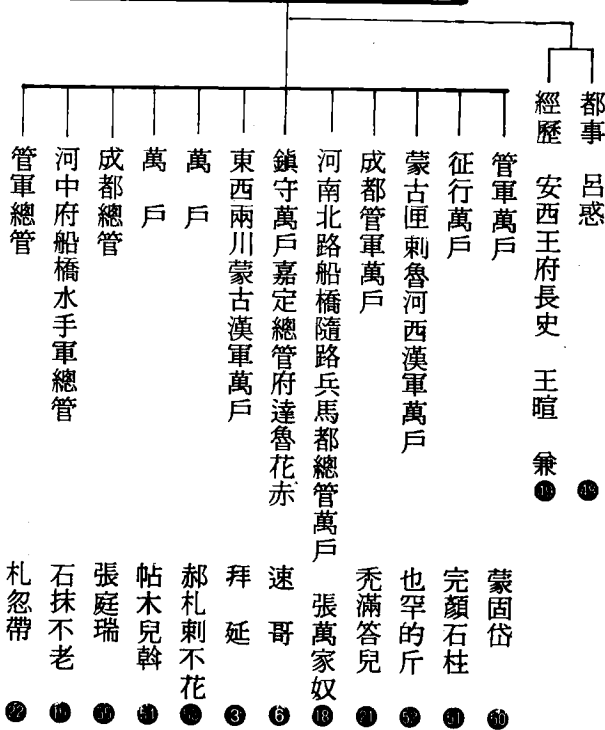 都事 呂惑
經歷 安西王府長史 王暄 兼
管軍萬戶 蒙固岱
征行萬戶 完顏石柱
蒙古匣剌魯河西漢軍萬戶 也罕的斤
成都管軍萬戶 禿滿答兒
河南北路船橋隨路兵馬都總管萬戶 張萬家奴 ⓲
鎮守萬戶嘉定總管府達魯花赤 速哥 ❻
東西兩川蒙古漢軍萬戶 拜延 ❸
萬戶 郝札剌不花
萬戶 帖木兒斡
成都總管 張庭瑞
河中府船橋水手軍總管 石抹不老
管軍總管 札忽帶